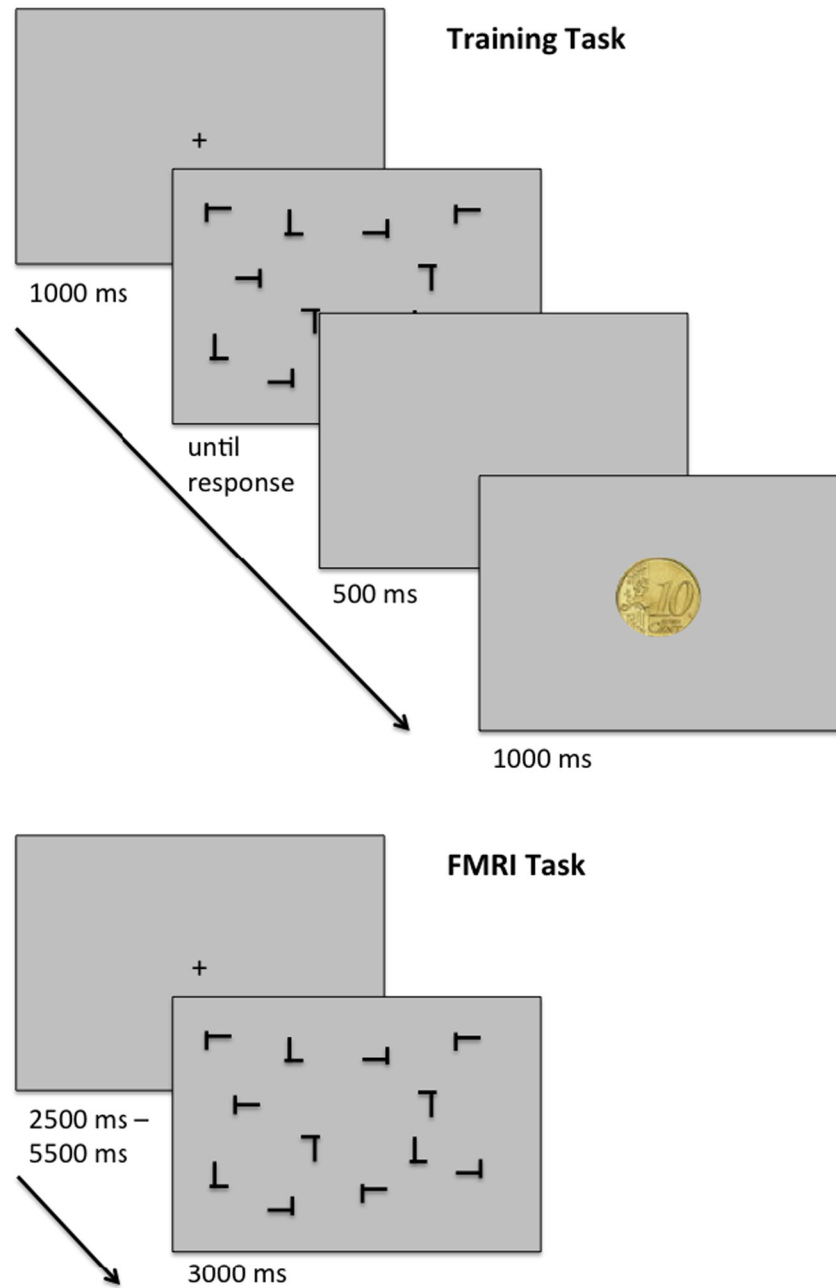 Training Task
+
1000 ms
until
response
500 ms
10
CENT
1000 ms
FMRI Task
+
2500 ms –
5500 ms
3000 ms